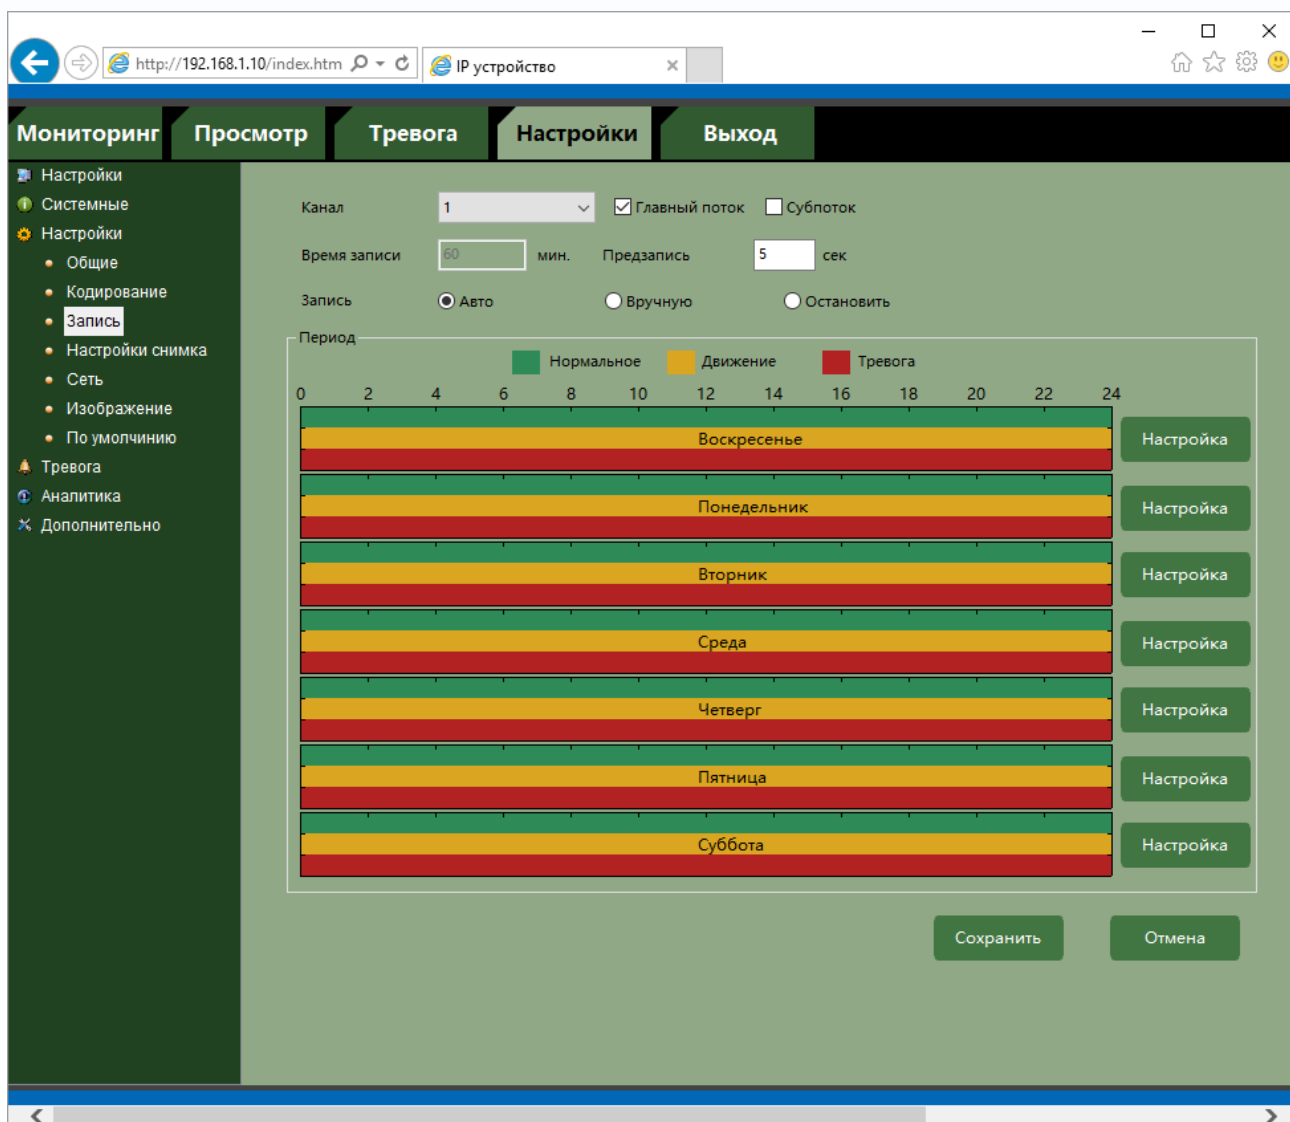 http://192.168.1.10/index.htm IP устройство
Мониторинг Просмотр Тревога Настройки Выход
Настройки
Системные
Настройки
Общие
Кодирование
Запись
Настройки снимка
Сеть
Изображение
По умолчинию
Тревога
Аналитика
Дополнительно
Канал 1 Главный поток Субпоток
Время записи 60 мин. Предзапись 5 сек
Запись Авто Вручную Остановить
Период
Нормальное Движение Тревога
0 2 4 6 8 10 12 14 16 18 20 22 24
Воскресенье Настройка
Понедельник Настройка
Вторник Настройка
Среда Настройка
Четверг Настройка
Пятница Настройка
Суббота Настройка
Сохранить Отмена